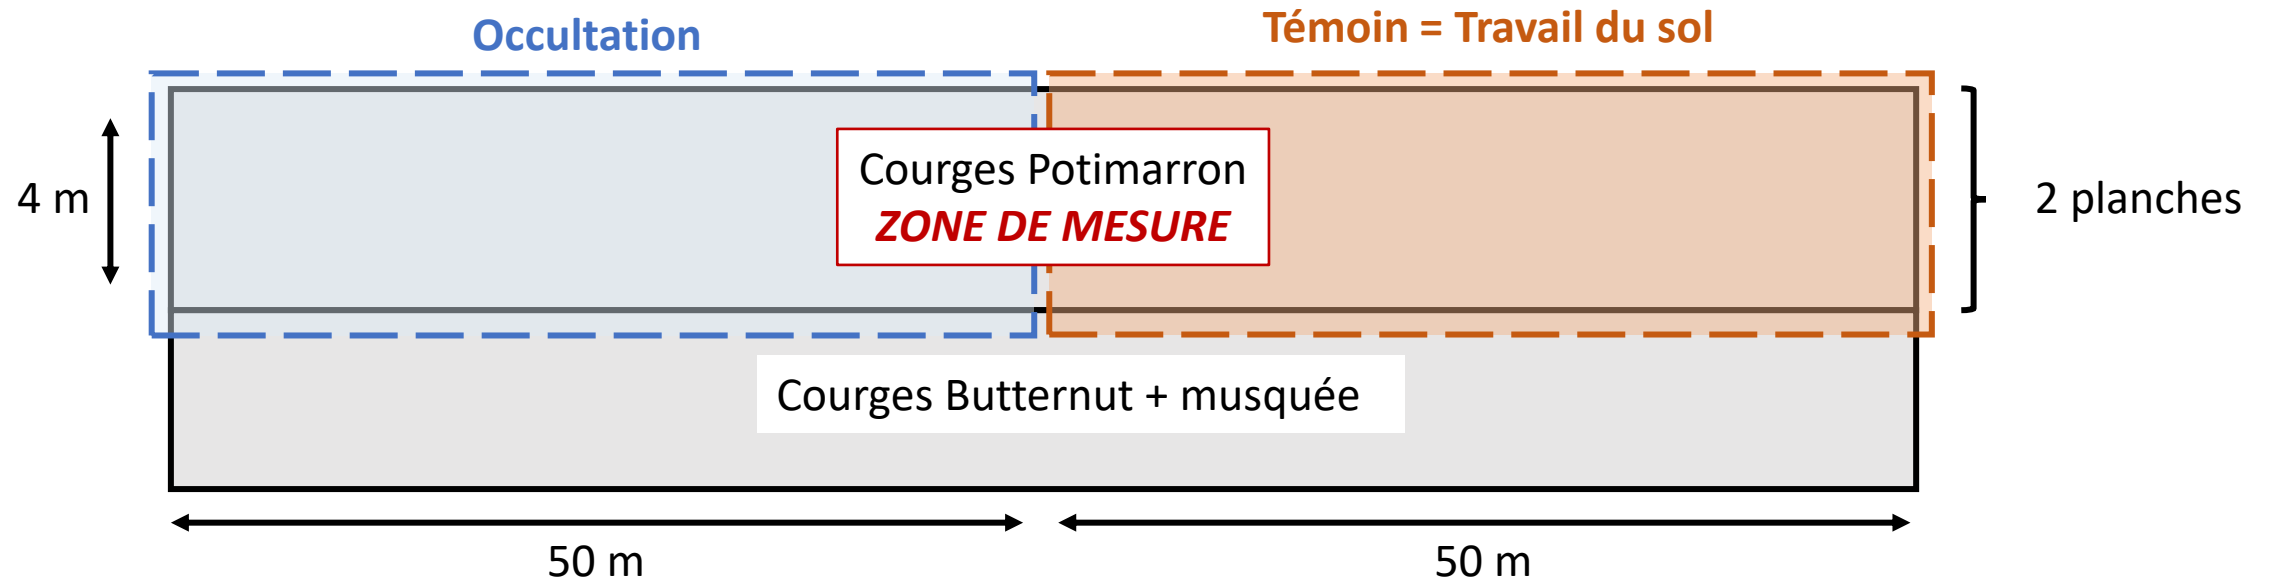 Occultation
Témoin = Travail du sol
4 m
Courges Potimarron
ZONE DE MESURE
2 planches
Courges Butternut + musquée
50 m
50 m